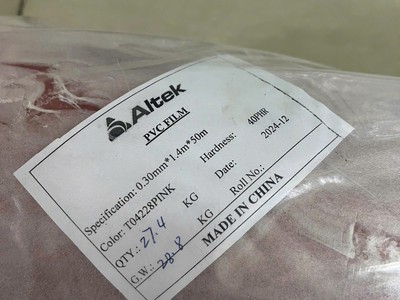 Altek
PVC FILM
Specification: 0.30mm*1.4m*50m
Color: T04228PINK Hardness: 40PHR
QTY.: 27.4 KG Date: 2024-12
G.W.: 28.8 KG Roll No.:
MADE IN CHINA